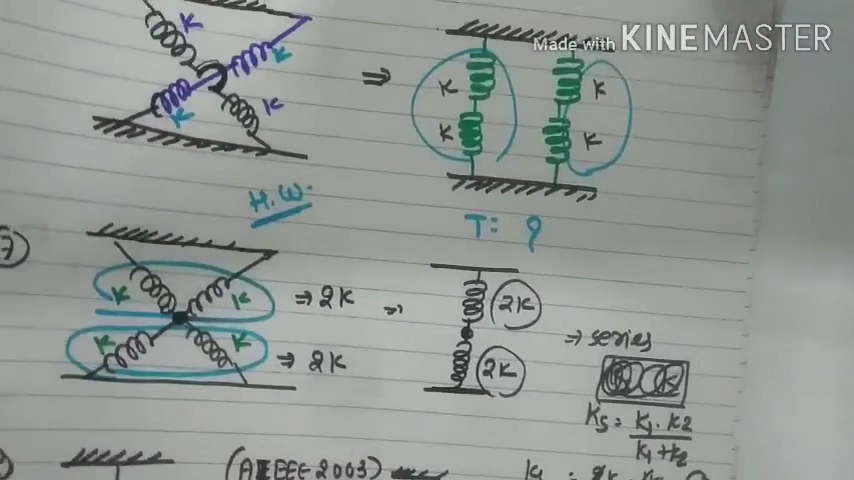 Made with KINEMASTER
K K
K K
⇒
K K
K K
H.W.
T = ?
7)
K K ⇒ 2K ⇒ 2K
K K ⇒ 2K 2K
⇒ series
Ks = K1 . K2
K1 + K2
(AIEEE 2003)